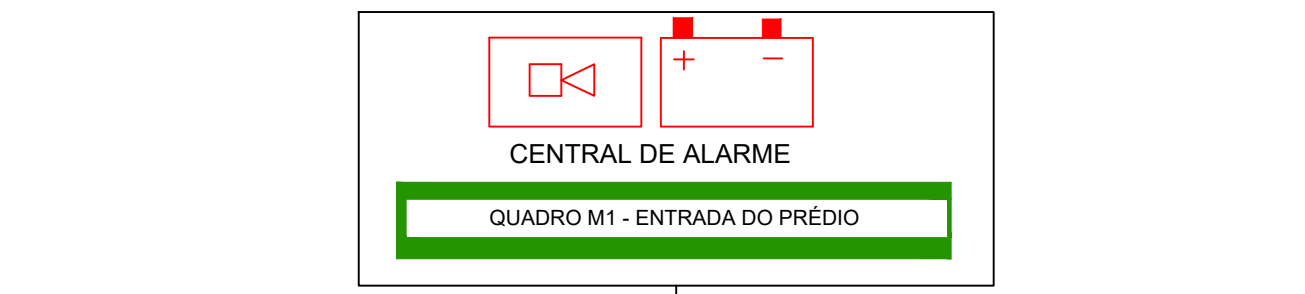 + –
CENTRAL DE ALARME
QUADRO M1 - ENTRADA DO PRÉDIO